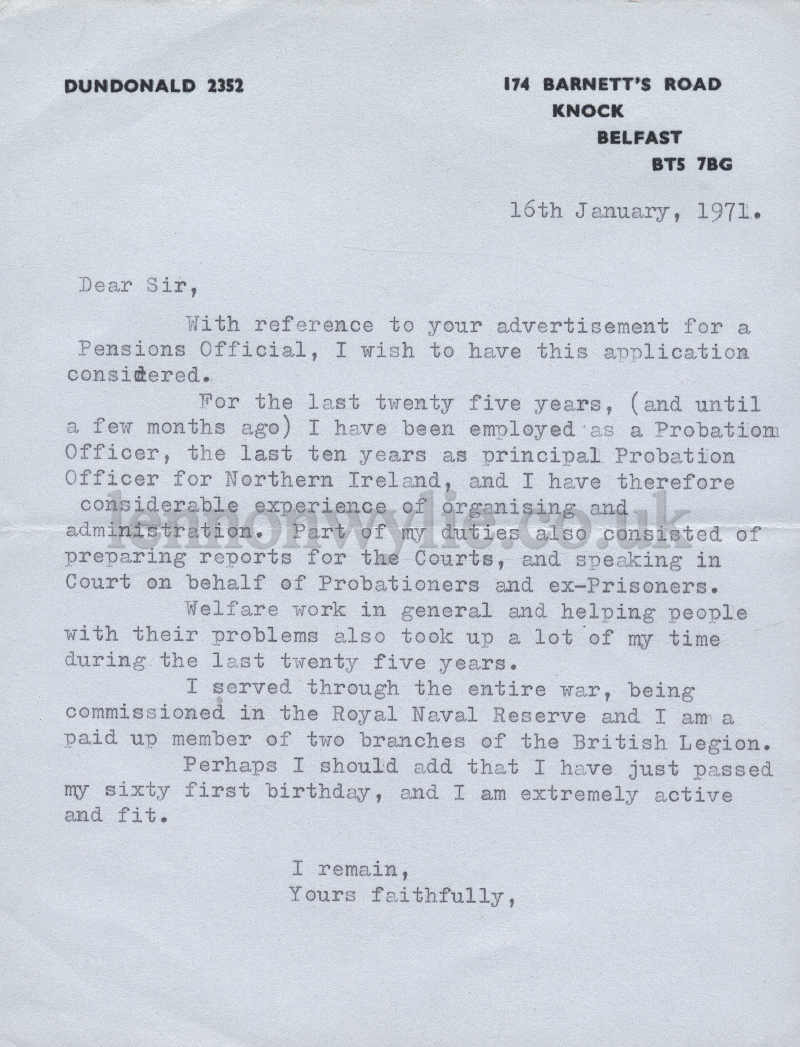 DUNDONALD 2352
174 BARNETT'S ROAD
KNOCK
BELFAST
BT5 7BG
16th January, 1971.
Dear Sir,
With reference to your advertisement for a
Pensions Official, I wish to have this application
considered.
For the last twenty five years, (and until
a few months ago) I have been employed as a Probation
Officer, the last ten years as principal Probation
Officer for Northern Ireland, and I have therefore
considerable experience of organising and
administration. Part of my duties also consisted of
preparing reports for the Courts, and speaking in
Court on behalf of Probationers and ex-Prisoners.
Welfare work in general and helping people
with their problems also took up a lot of my time
during the last twenty five years.
I served through the entire war, being
commissioned in the Royal Naval Reserve and I am a
paid up member of two branches of the British Legion.
Perhaps I should add that I have just passed
my sixty first birthday, and I am extremely active
and fit.
I remain,
Yours faithfully,
lennonwylie.co.uk